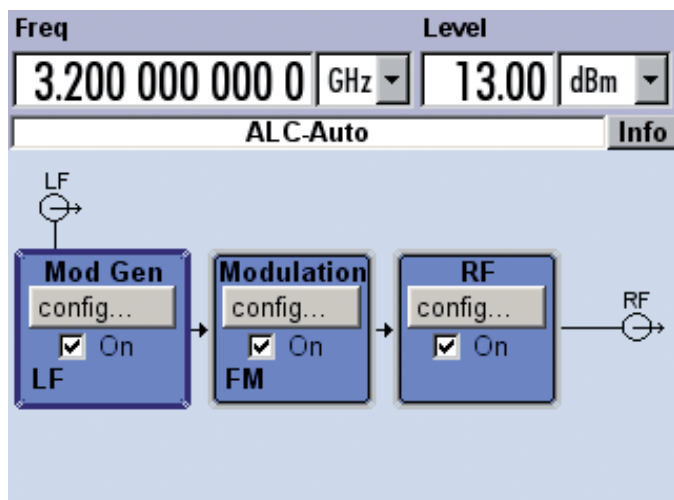 Freq Level
3.200 000 000 0 GHz 13.00 dBm
ALC-Auto Info
LF
Mod Gen Modulation RF
config... config... config... RF
On On On
LF FM